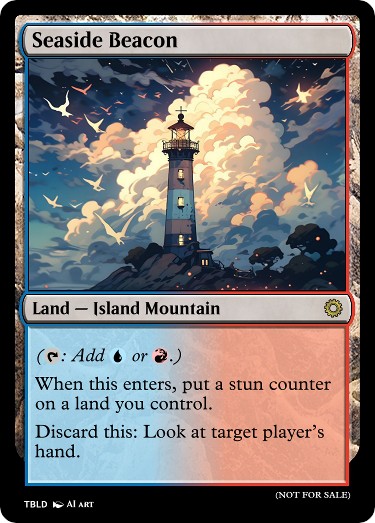 Seaside Beacon
Land — Island Mountain
(: Add or .)
When this enters, put a stun counter
on a land you control.
Discard this: Look at target player's
hand.
TBLD AI ART
(NOT FOR SALE)